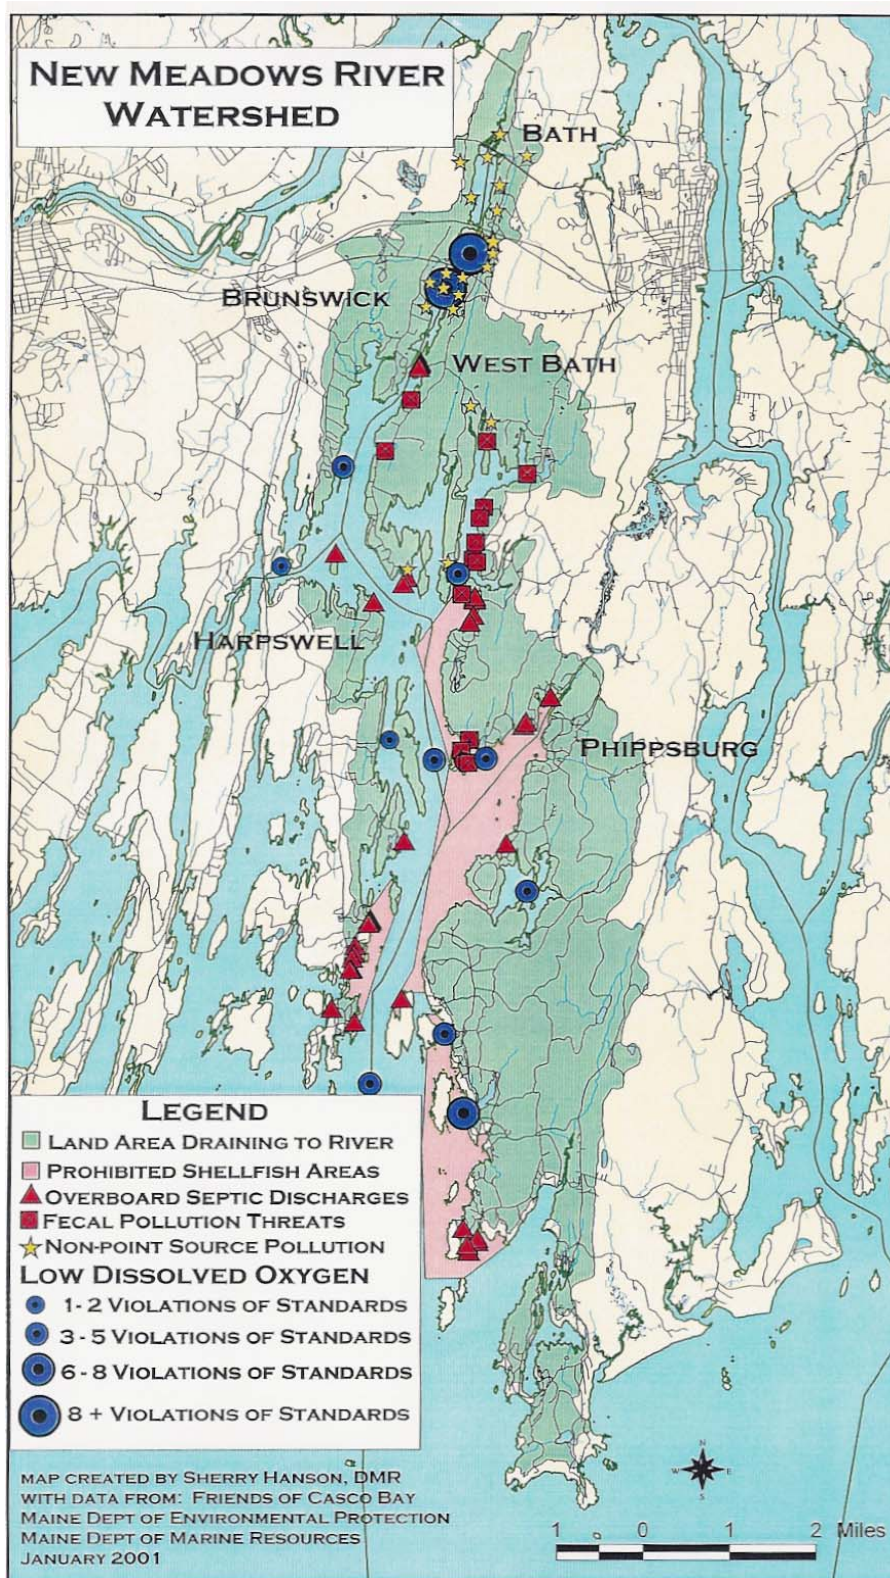 NEW MEADOWS RIVER
WATERSHED
BATH
BRUNSWICK
WEST BATH
HARPSWELL
PHIPPSBURG
LEGEND
LAND AREA DRAINING TO RIVER
PROHIBITED SHELLFISH AREAS
OVERBOARD SEPTIC DISCHARGES
FECAL POLLUTION THREATS
NON-POINT SOURCE POLLUTION
LOW DISSOLVED OXYGEN
1-2 VIOLATIONS OF STANDARDS
3-5 VIOLATIONS OF STANDARDS
6-8 VIOLATIONS OF STANDARDS
8 + VIOLATIONS OF STANDARDS
MAP CREATED BY SHERRY HANSON, DMR
WITH DATA FROM: FRIENDS OF CASCO BAY
MAINE DEPT OF ENVIRONMENTAL PROTECTION
MAINE DEPT OF MARINE RESOURCES
JANUARY 2001
N
W E
S
1 0 1 2 Miles